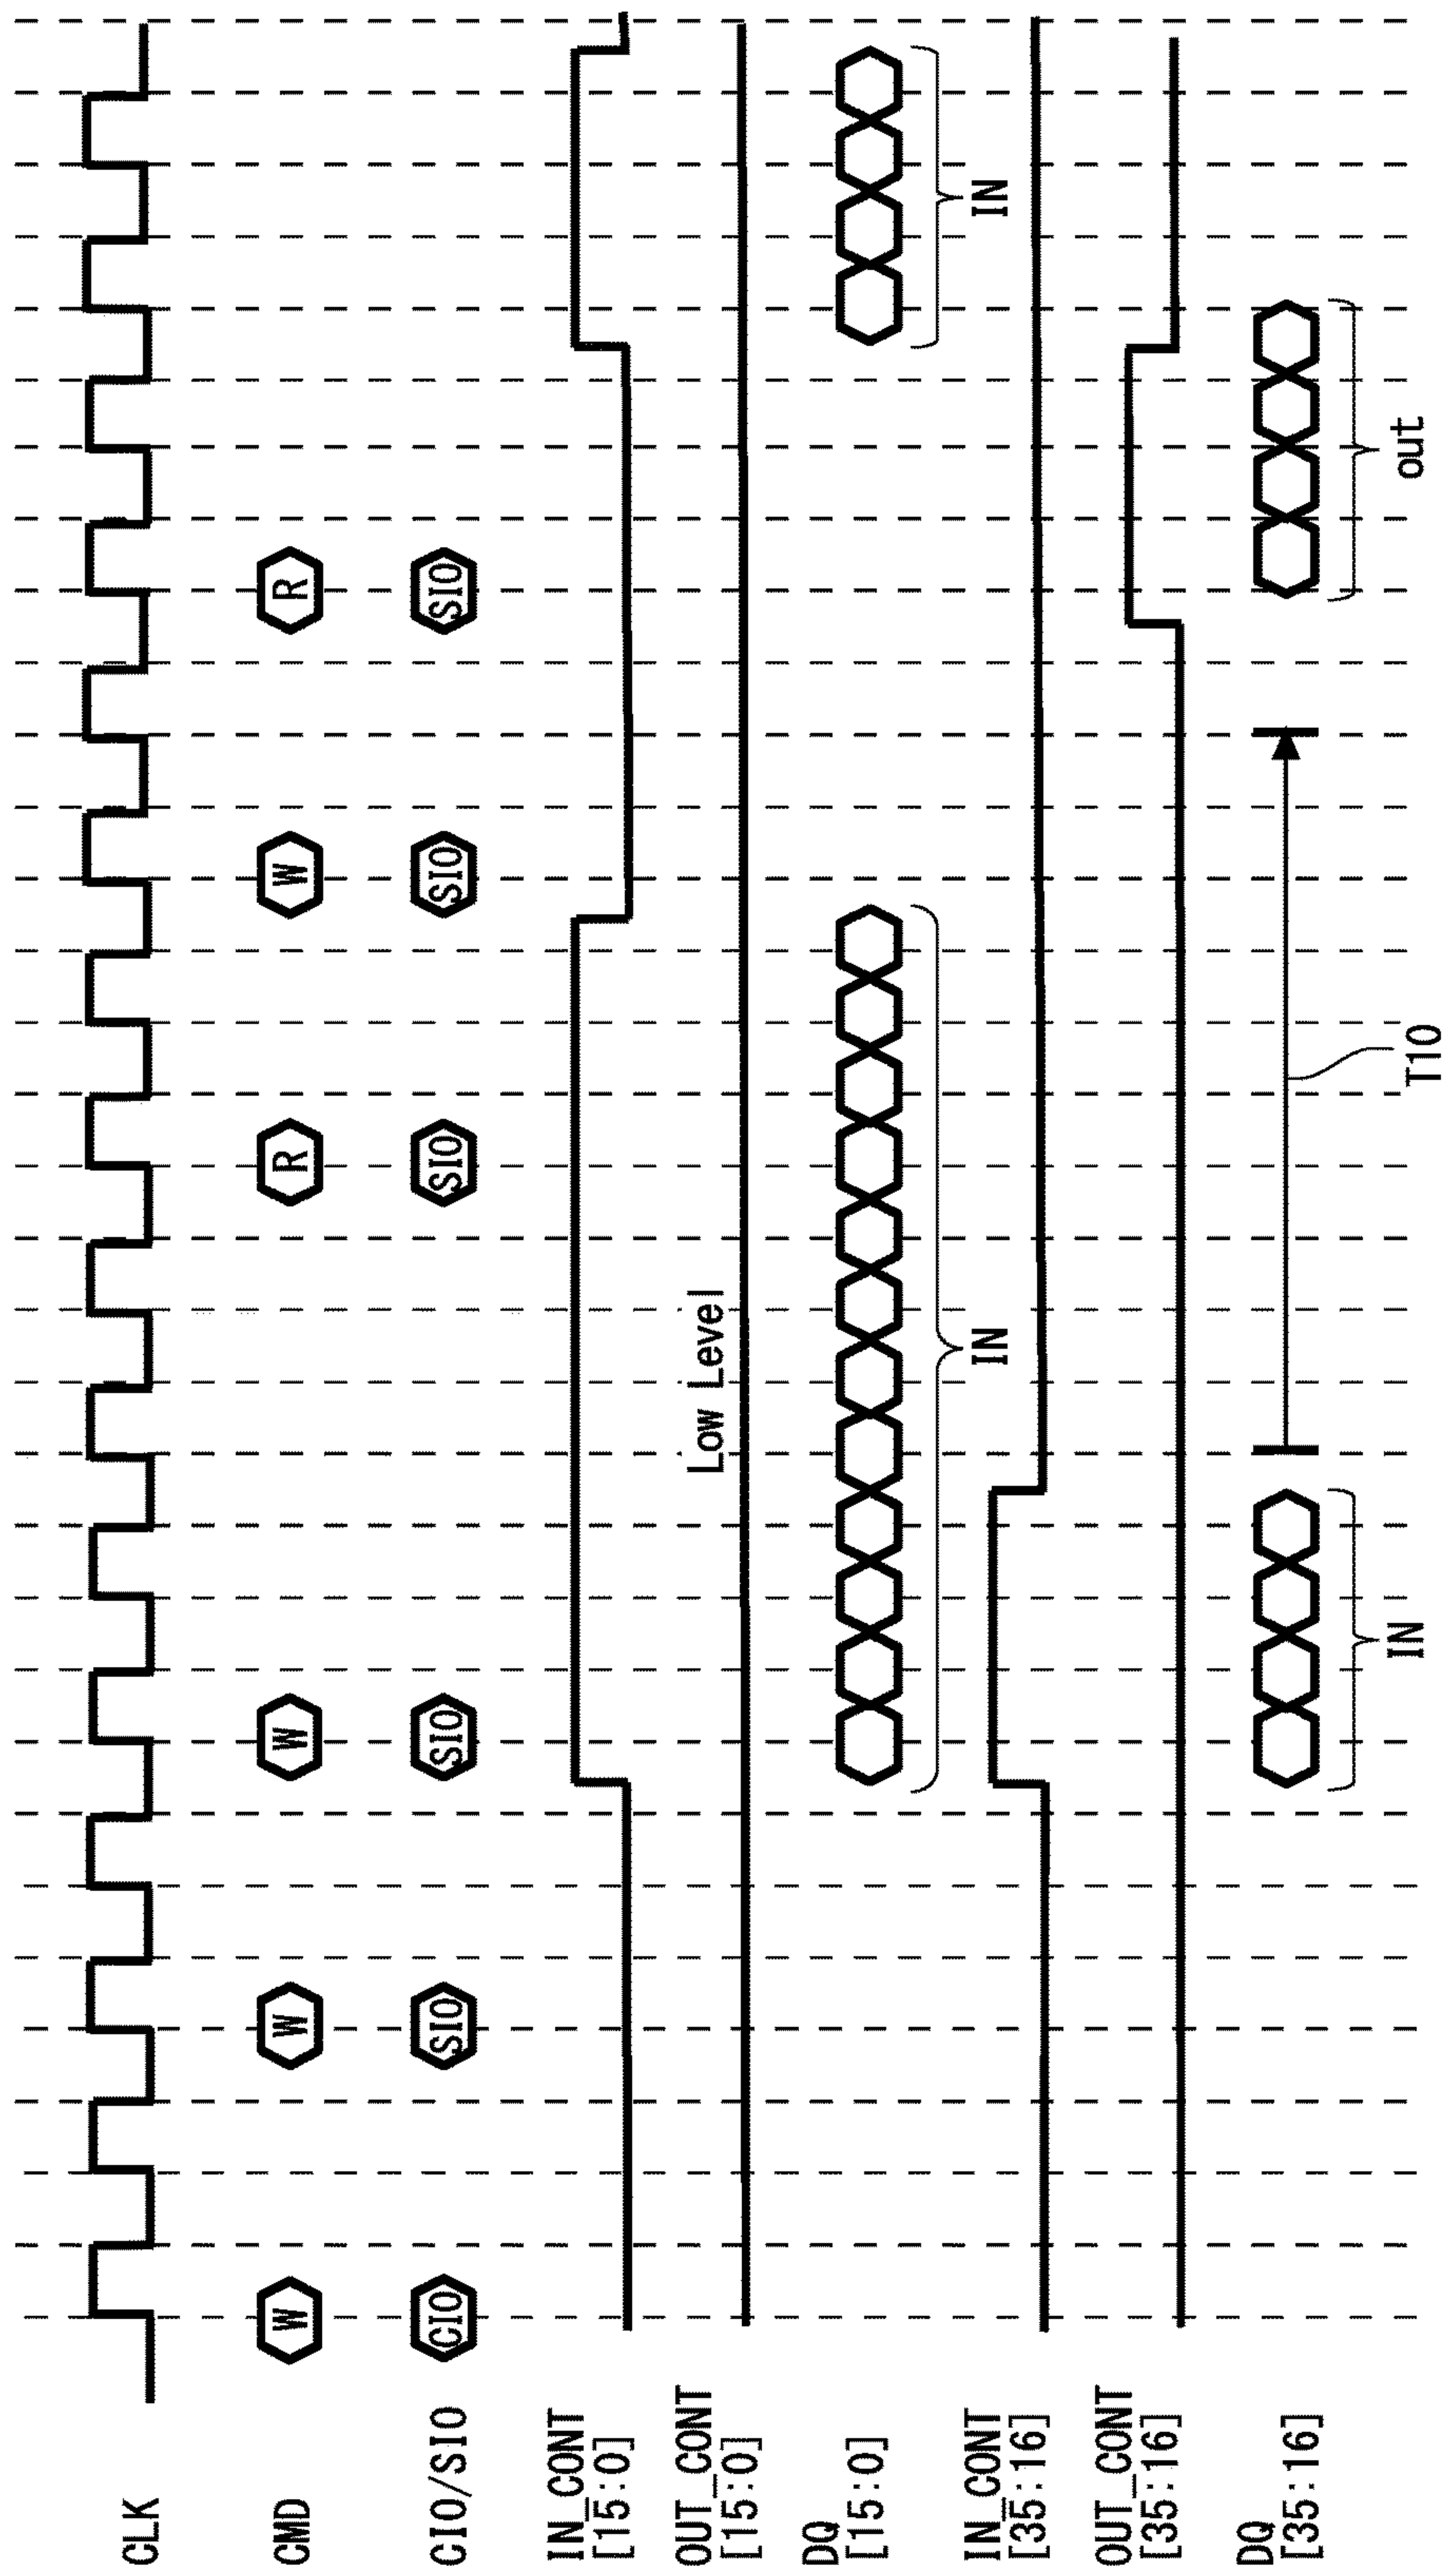 CLK
CMD W W W R W R
CIO/SIO CIO SIO SIO SIO SIO SIO
IN_CONT
[15:0]
Low Level
OUT_CONT
[15:0]
DQ
[15:0]
IN IN
IN_CONT
[35:16]
OUT_CONT
[35:16]
DQ
[35:16]
IN T10 out